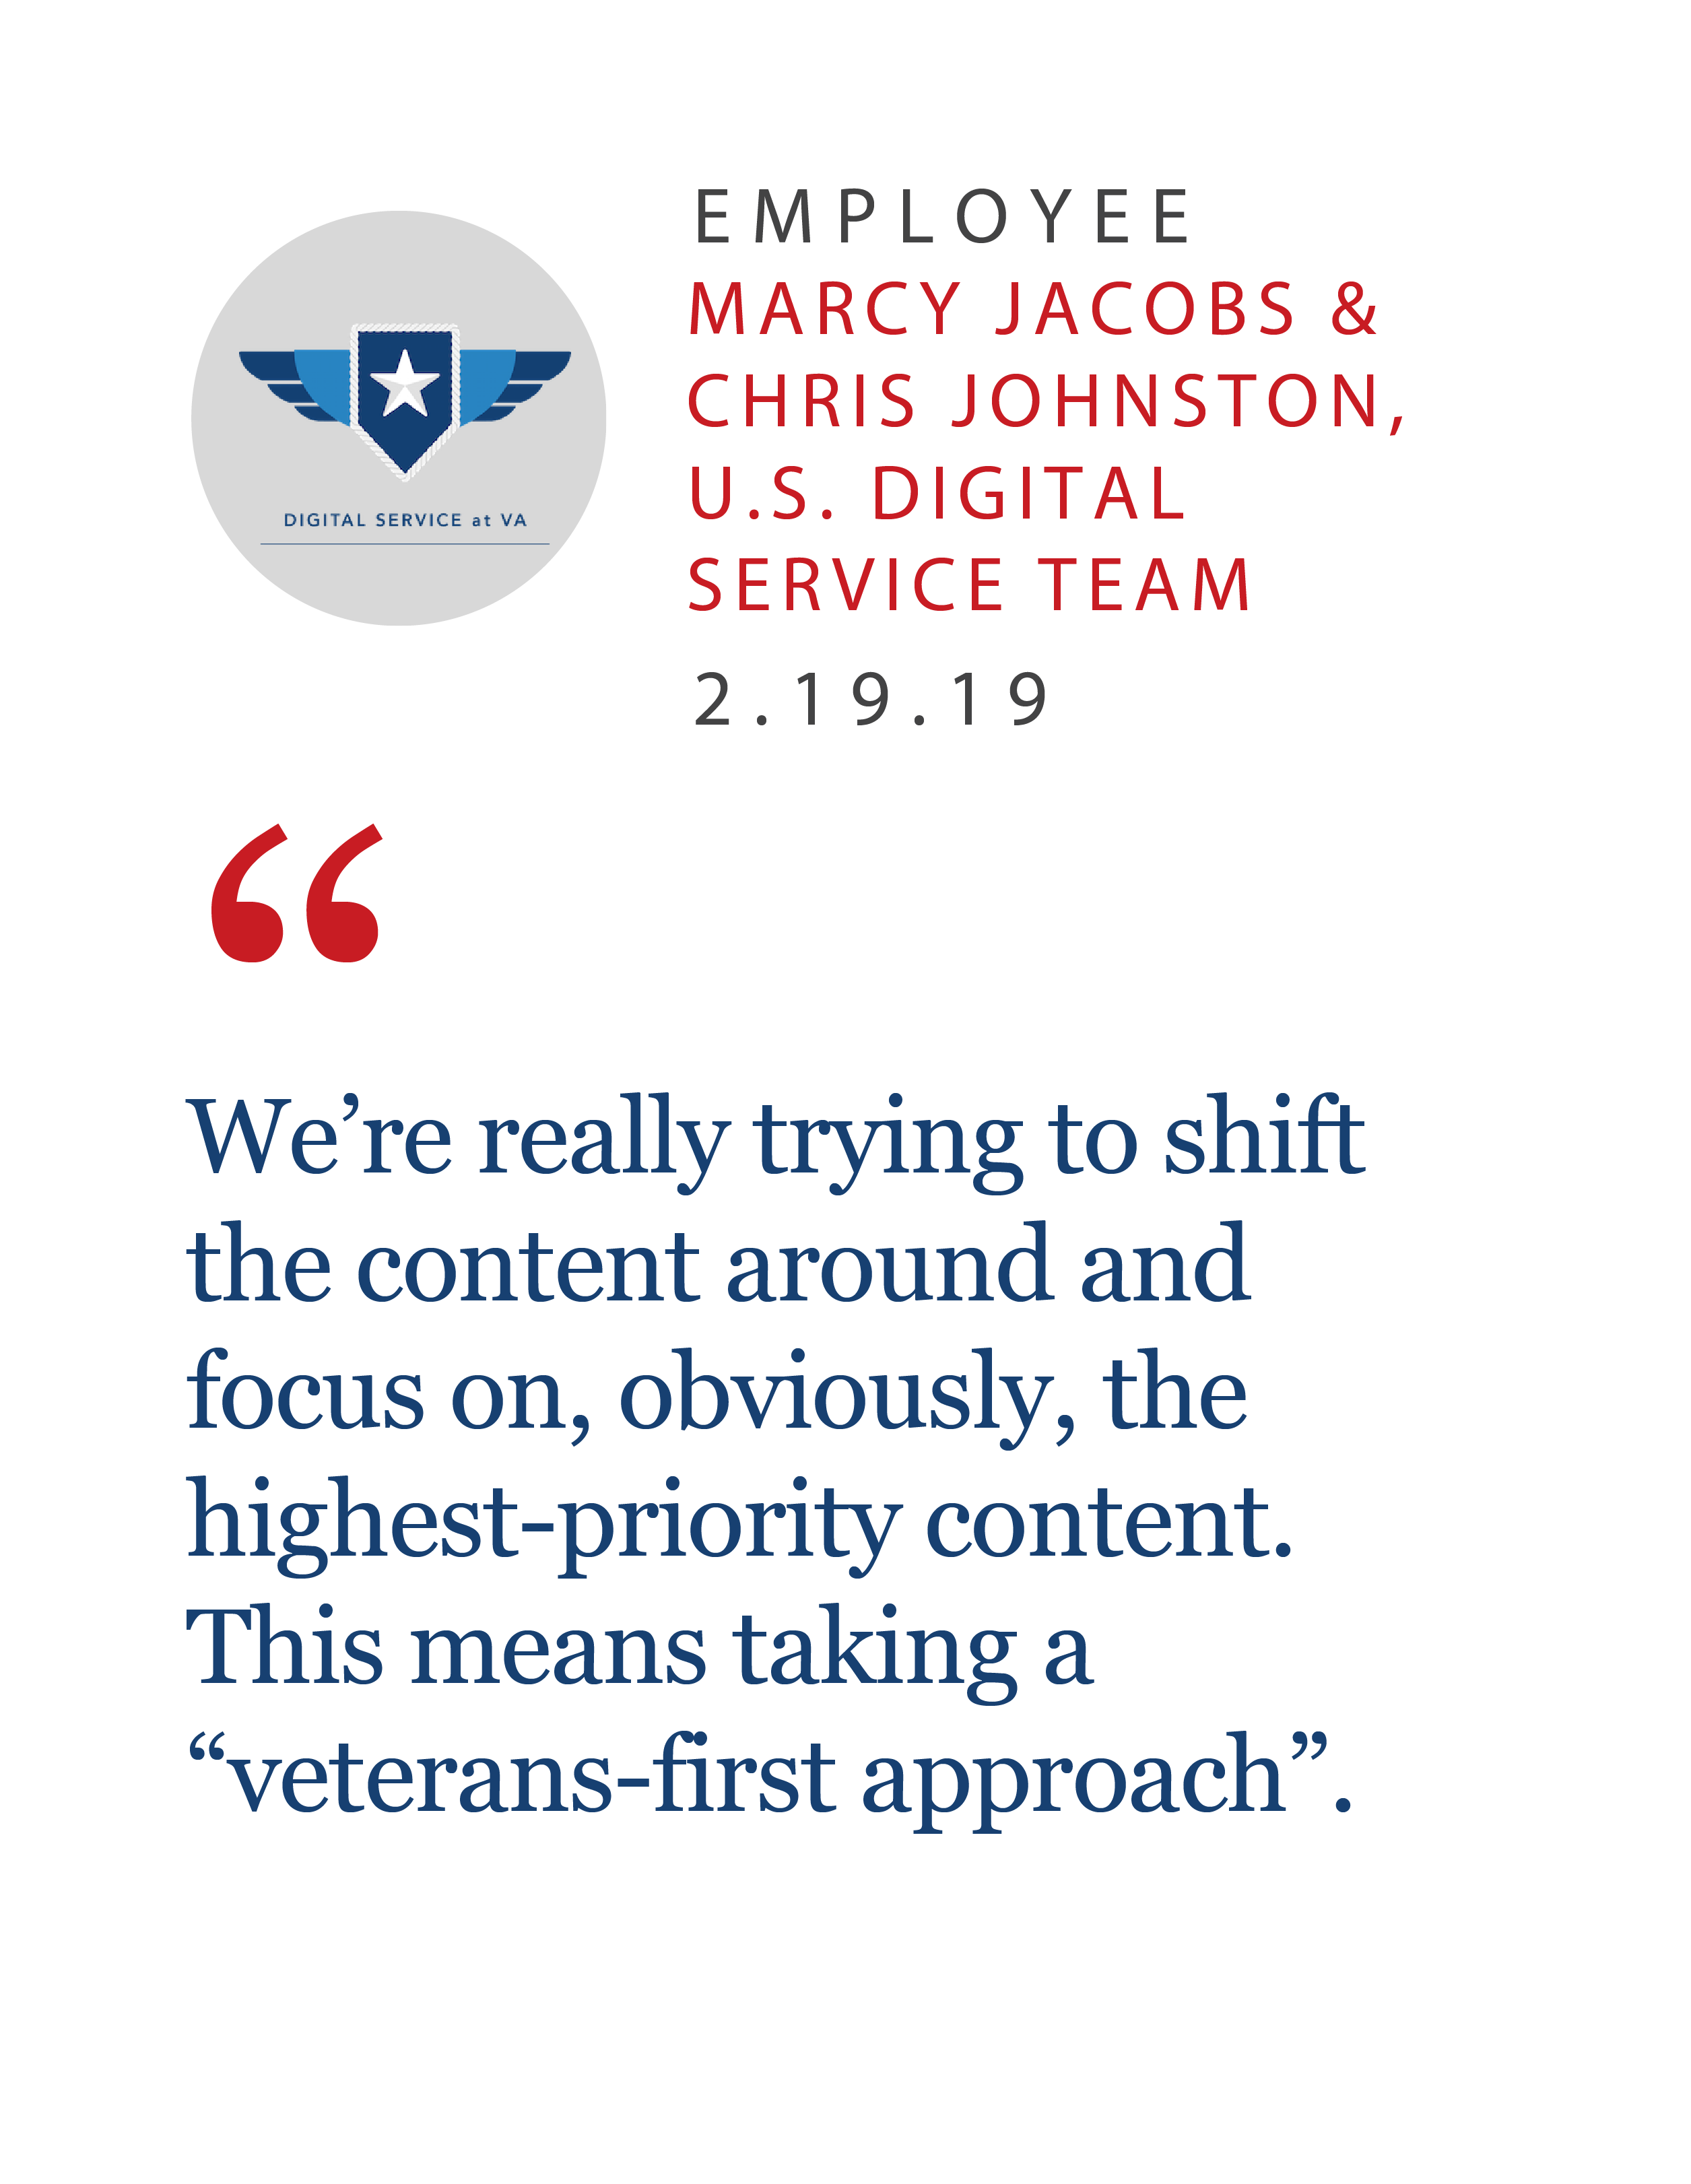 EMPLOYEE
MARCY JACOBS &
CHRIS JOHNSTON,
U.S. DIGITAL
SERVICE TEAM
2.19.19
DIGITAL SERVICE at VA
“
We’re really trying to shift
the content around and
focus on, obviously, the
highest-priority content.
This means taking a
“veterans-first approach”.